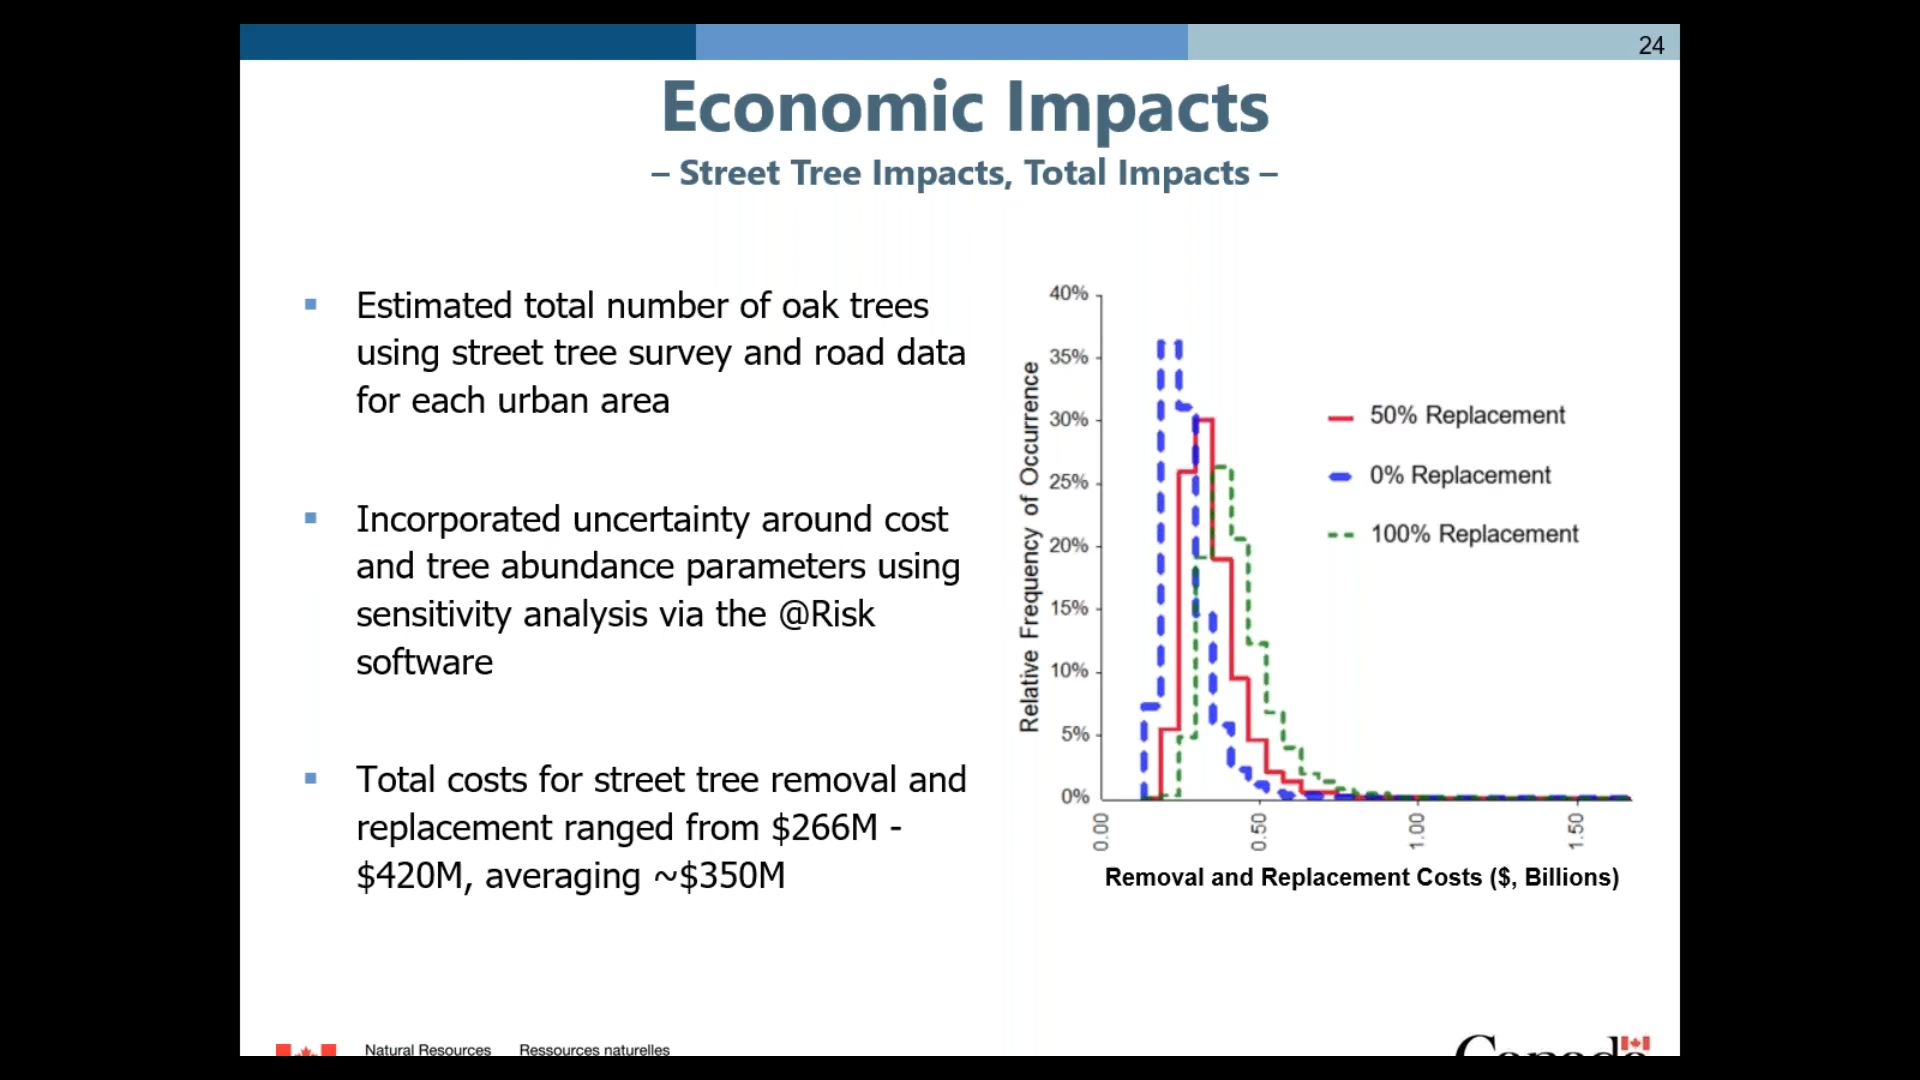 24
Economic Impacts
– Street Tree Impacts, Total Impacts –
▪ Estimated total number of oak trees
using street tree survey and road data
for each urban area
▪ Incorporated uncertainty around cost
and tree abundance parameters using
sensitivity analysis via the @Risk
software
▪ Total costs for street tree removal and
replacement ranged from $266M -
$420M, averaging ~$350M
Relative Frequency of Occurrence
40%
35%
30%
25%
20%
15%
10%
5%
0%
50% Replacement
0% Replacement
100% Replacement
0.00
0.50
1.00
1.50
Removal and Replacement Costs ($, Billions)
Natural Resources Ressources naturelles
Canada